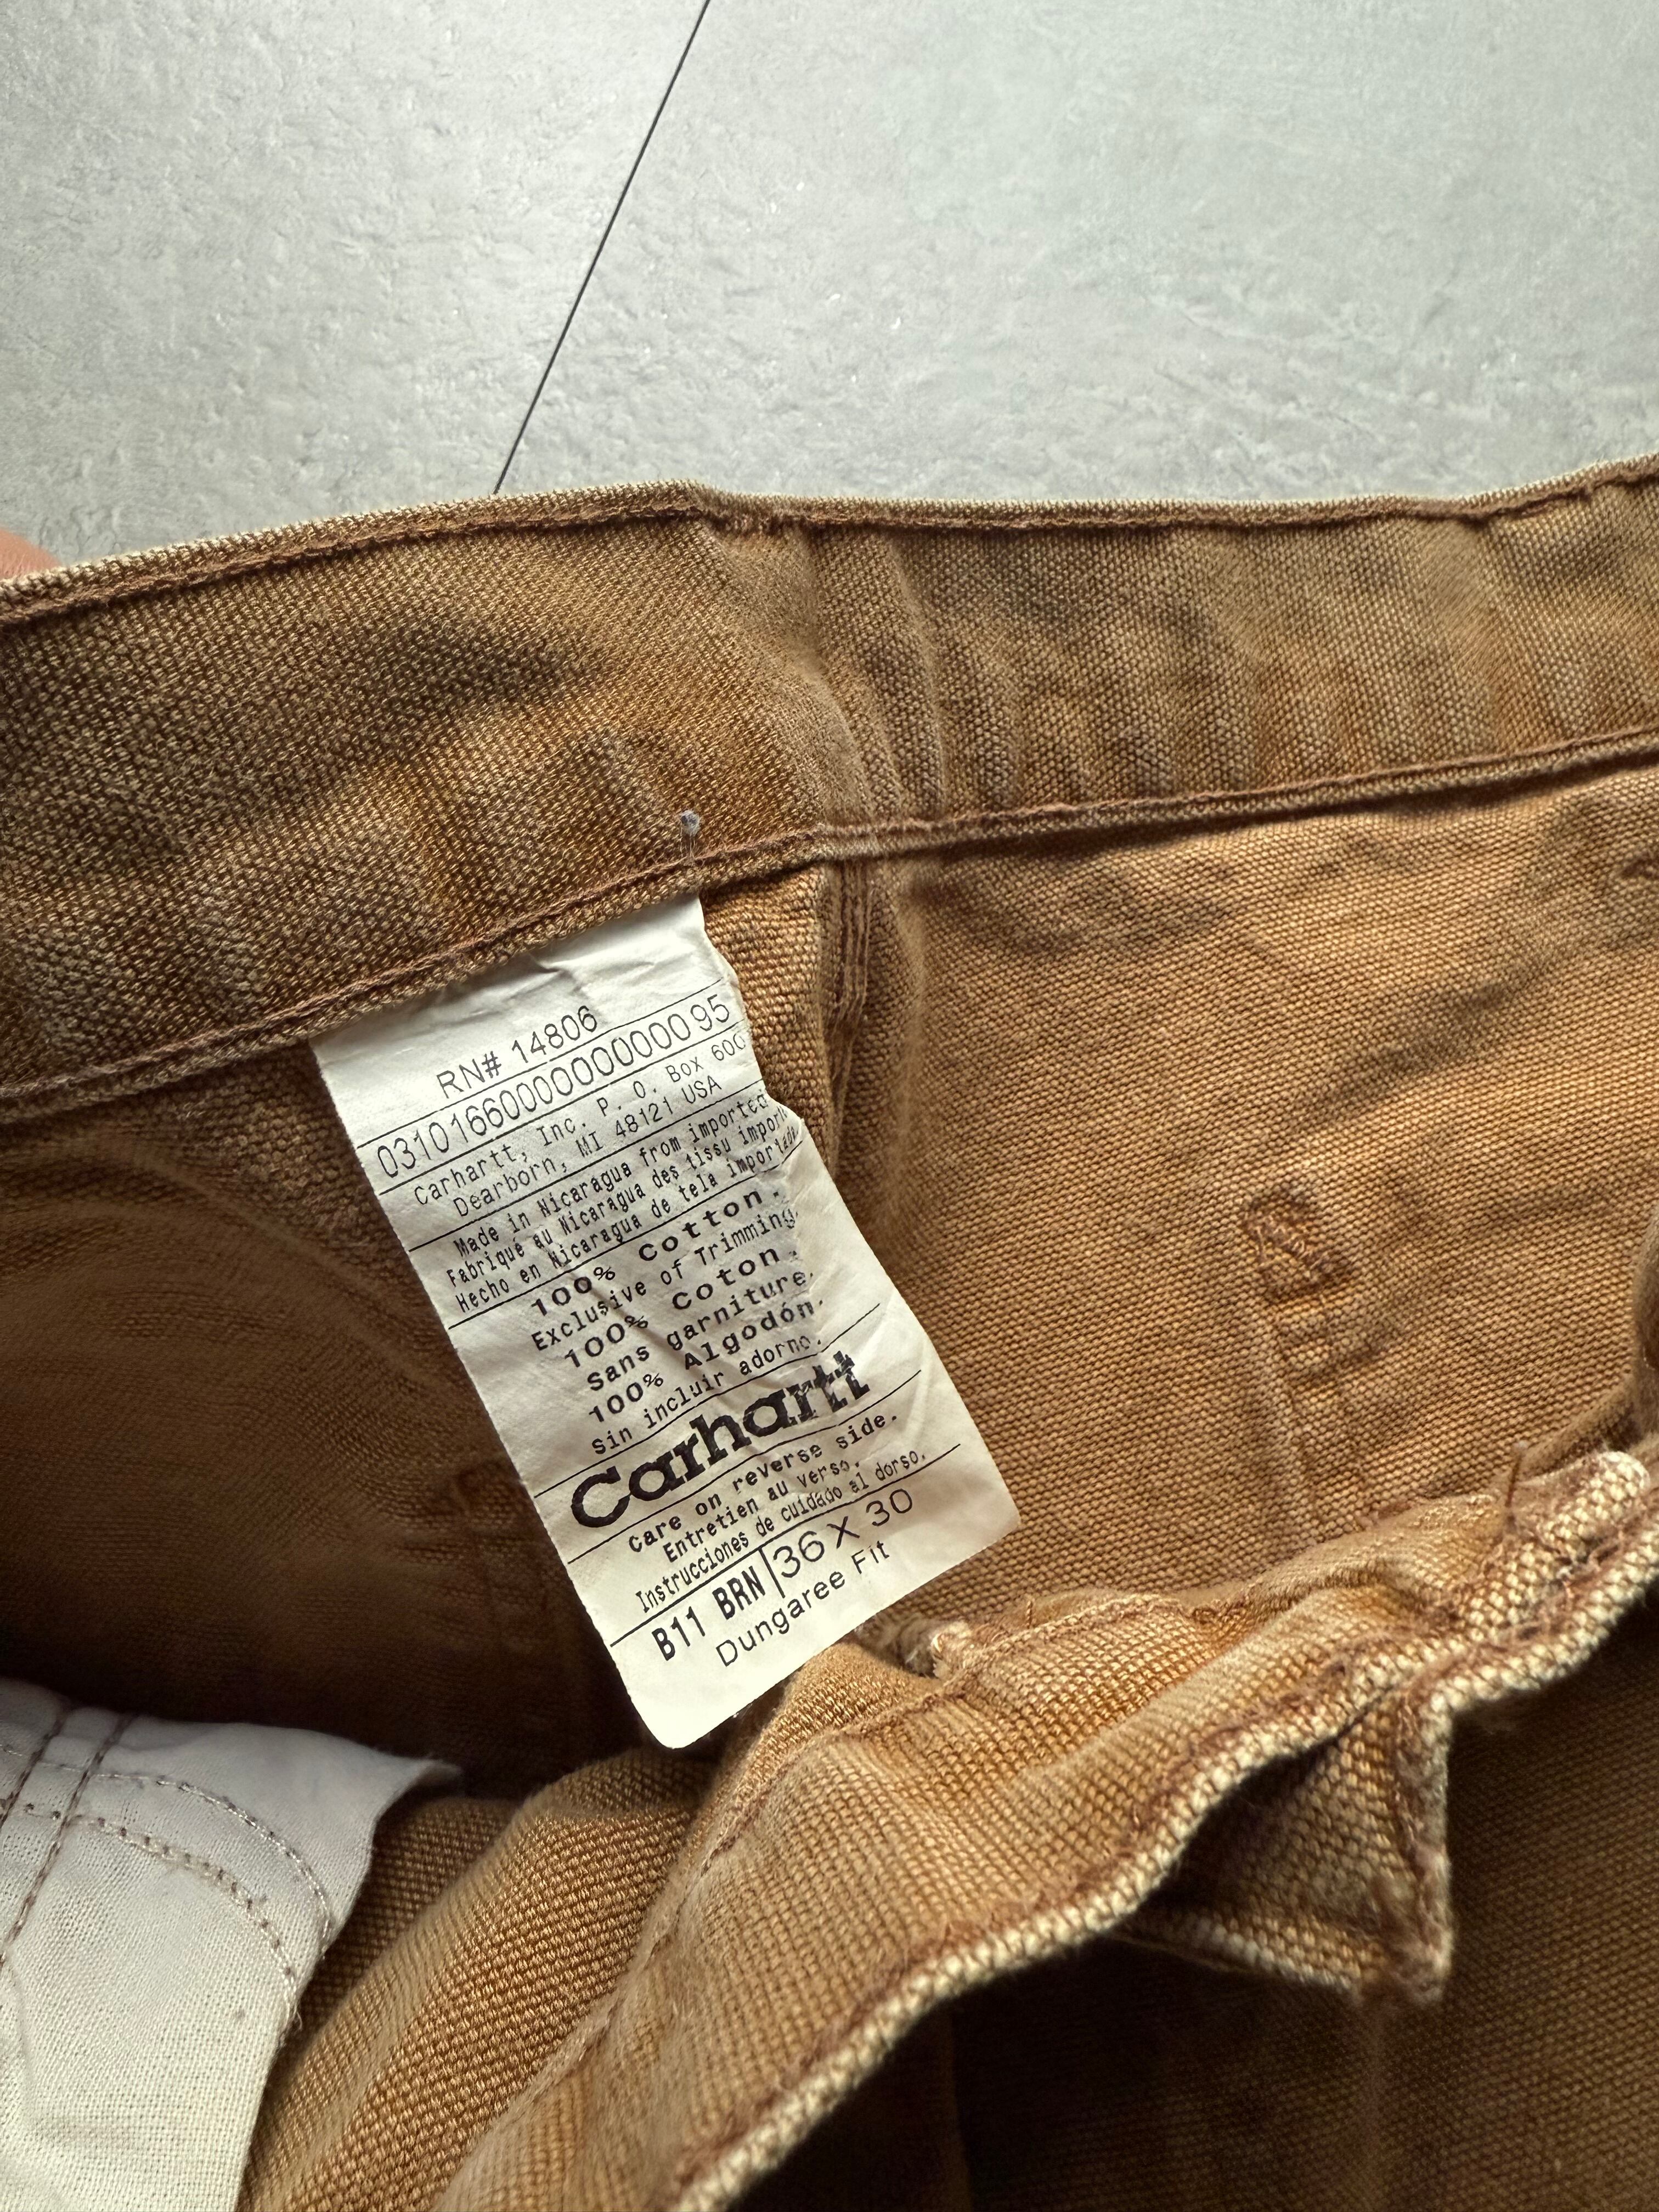 RN# 14806
03101660000000000095
Carhartt, Inc. P. O. Box 600
Dearborn, MI 48121 USA
Made in Nicaragua from imported
Fabriqué au Nicaragua des tissu import
Hecho en Nicaragua de tela importada
100% Cotton.
Exclusive of Trimming.
100% Coton.
Sans garniture.
100% Algodón.
Sin incluir adorno.
Carhartt
Care on reverse side.
Entretien au verso.
Instrucciones de cuidado al dorso.
B11 BRN 36 X 30
Dungaree Fit